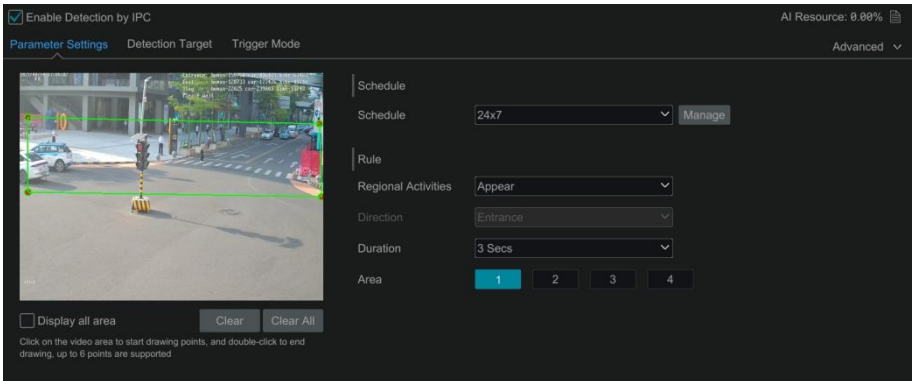 Enable Detection by IPC
AI Resource: 0.00%
Parameter Settings Detection Target Trigger Mode
Advanced
Schedule
Schedule 24x7 Manage
Rule
Regional Activities Appear
Direction Entrance
Duration 3 Secs
Area 1 2 3 4
Display all area Clear Clear All
Click on the video area to start drawing points, and double-click to end
drawing, up to 6 points are supported